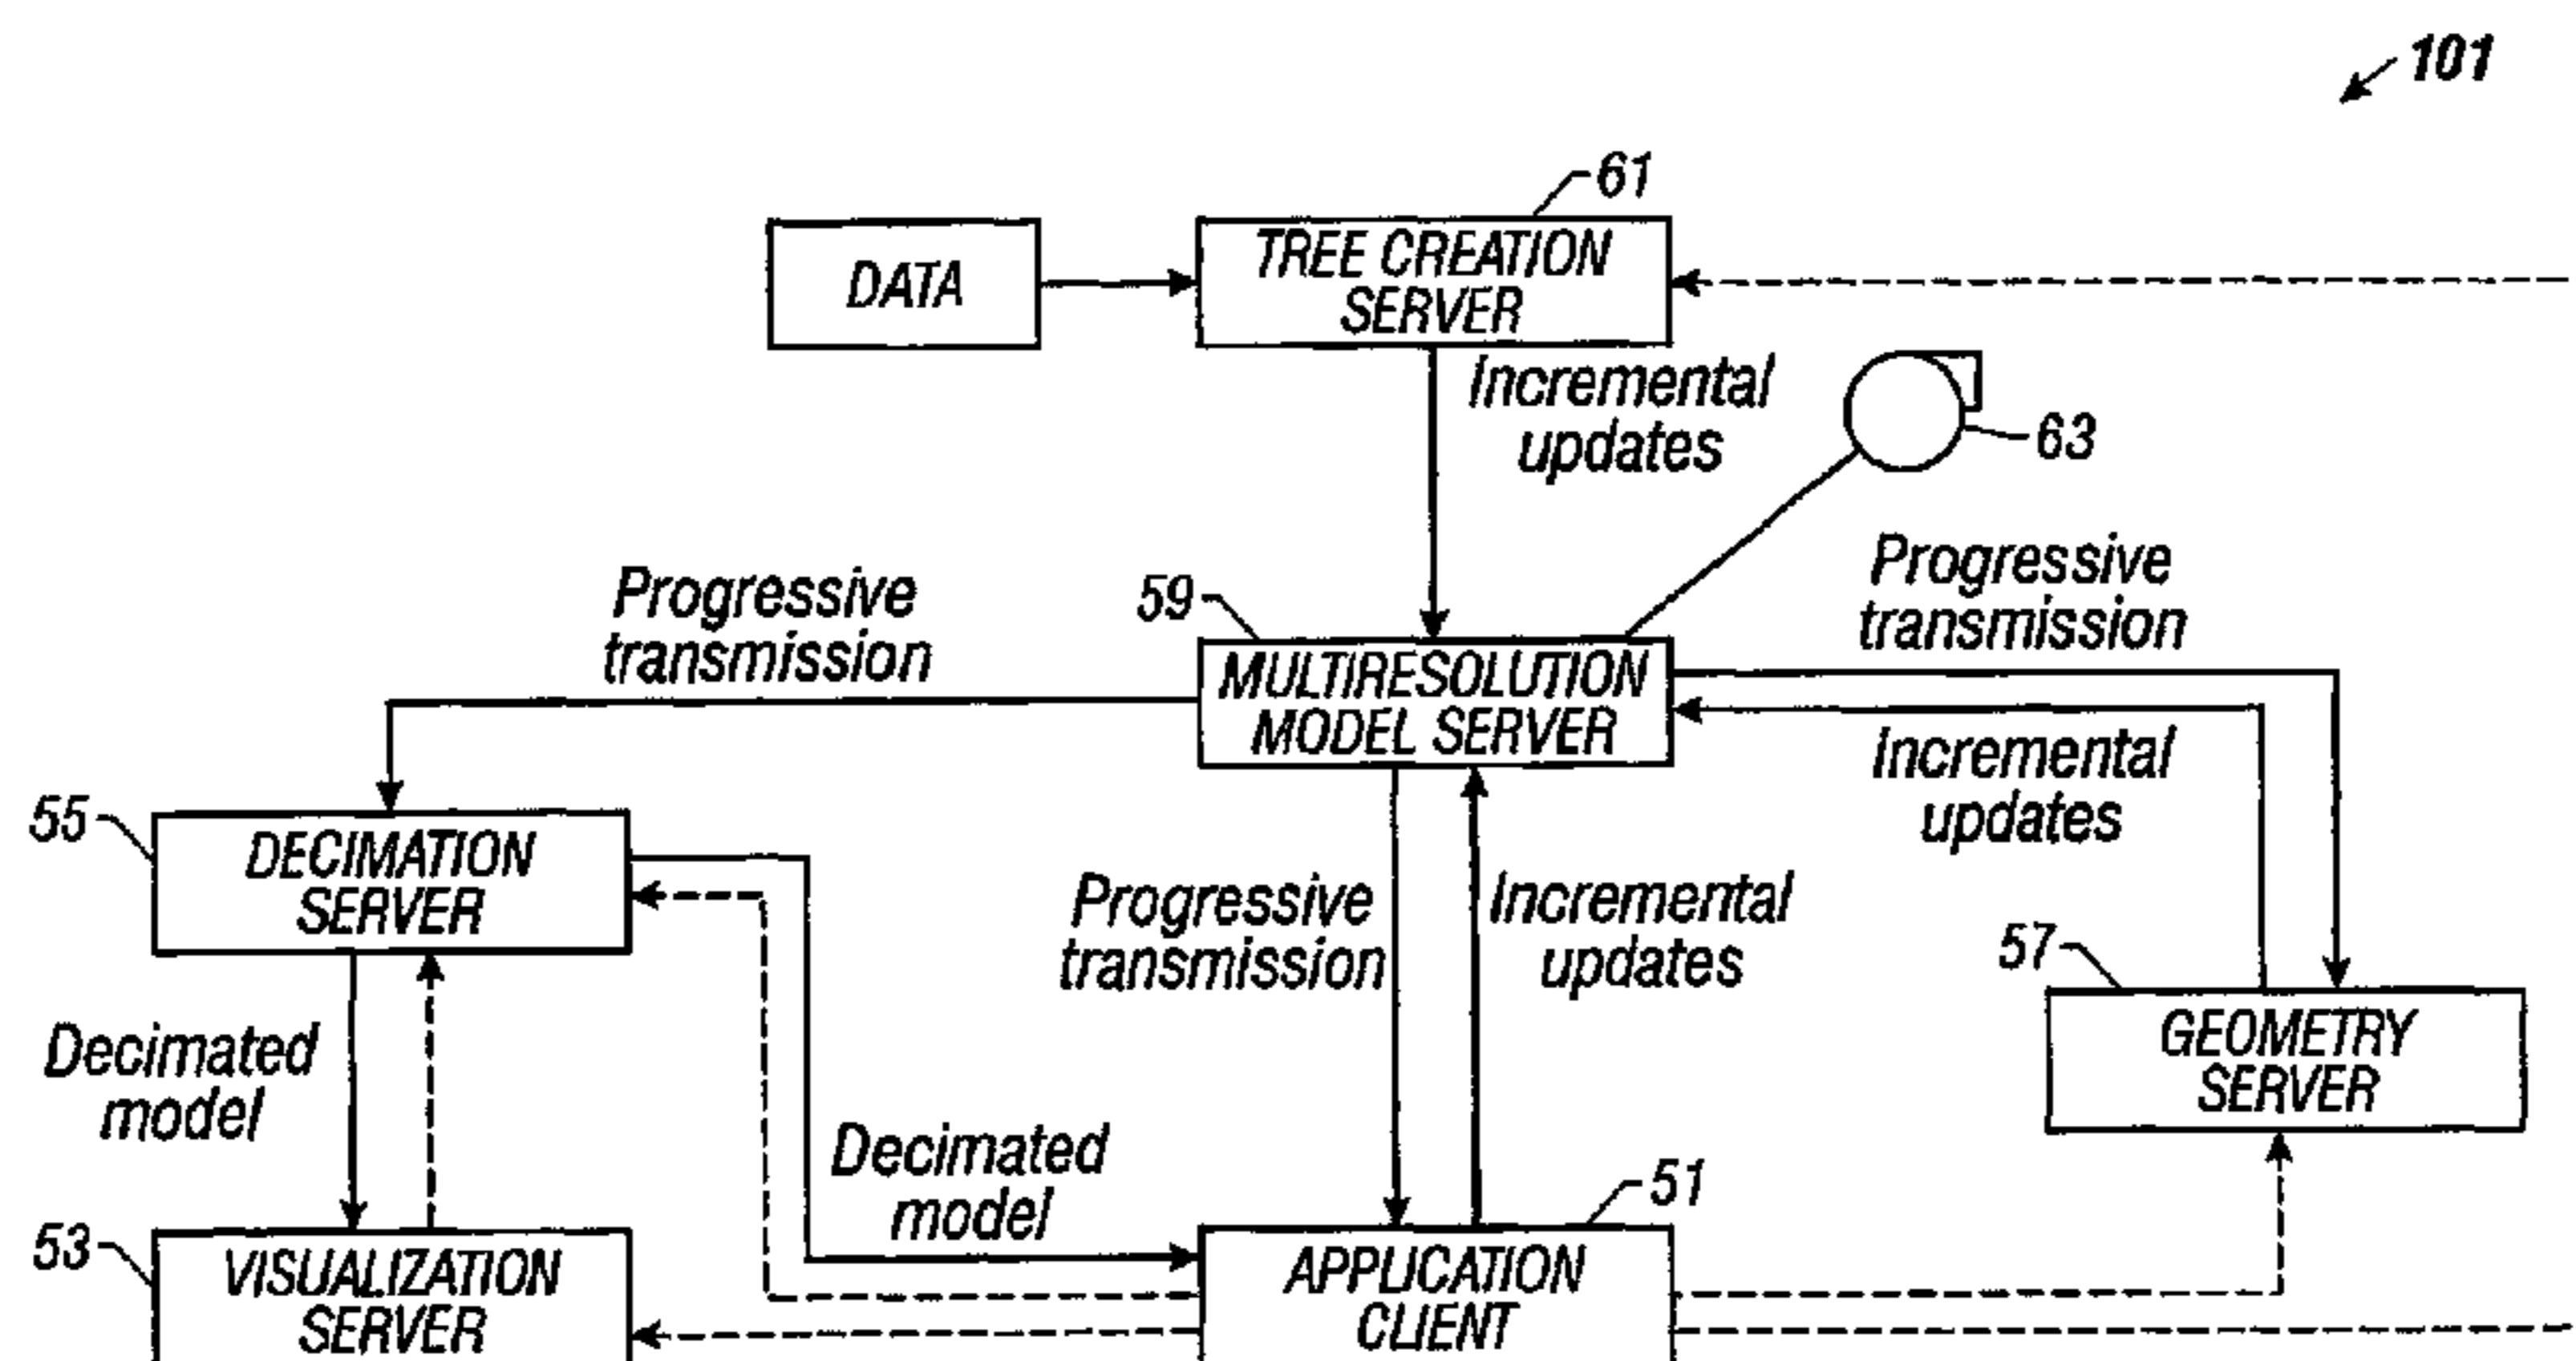 101
61
DATA
TREE CREATION
SERVER
Incremental
updates
63
Progressive
transmission
59
Progressive
transmission
MULTIRESOLUTION
MODEL SERVER
Incremental
updates
55
DECIMATION
SERVER
Progressive
transmission
Incremental
updates
57
GEOMETRY
SERVER
Decimated
model
Decimated
model
51
53
VISUALIZATION
SERVER
APPLICATION
CLIENT